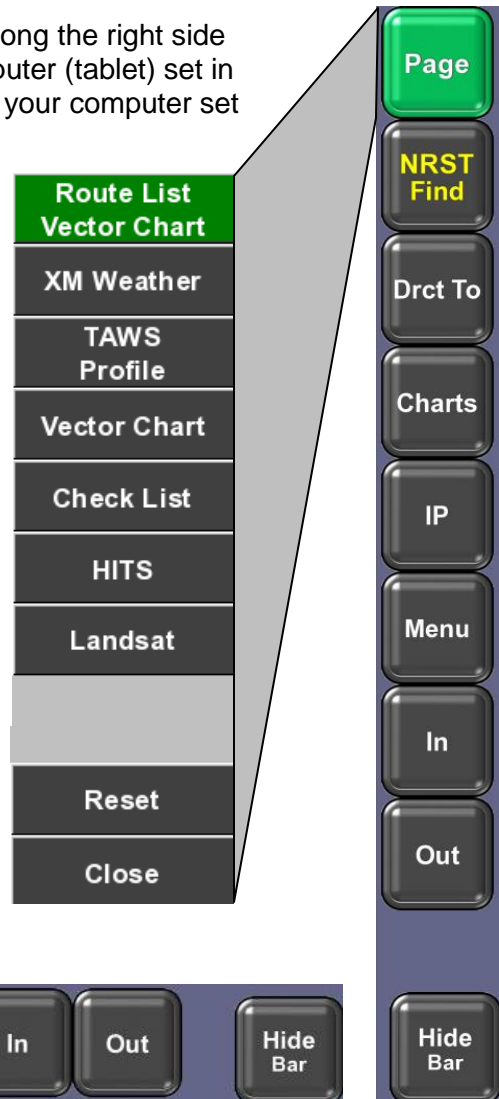 ong the right side
outer (tablet) set in
your computer set
Route List
Vector Chart
XM Weather
TAWS
Profile
Vector Chart
Check List
HITS
Landsat
Reset
Close
Page
NRST
Find
Drct To
Charts
IP
Menu
In
Out
Hide
Bar
In
Out
Hide
Bar